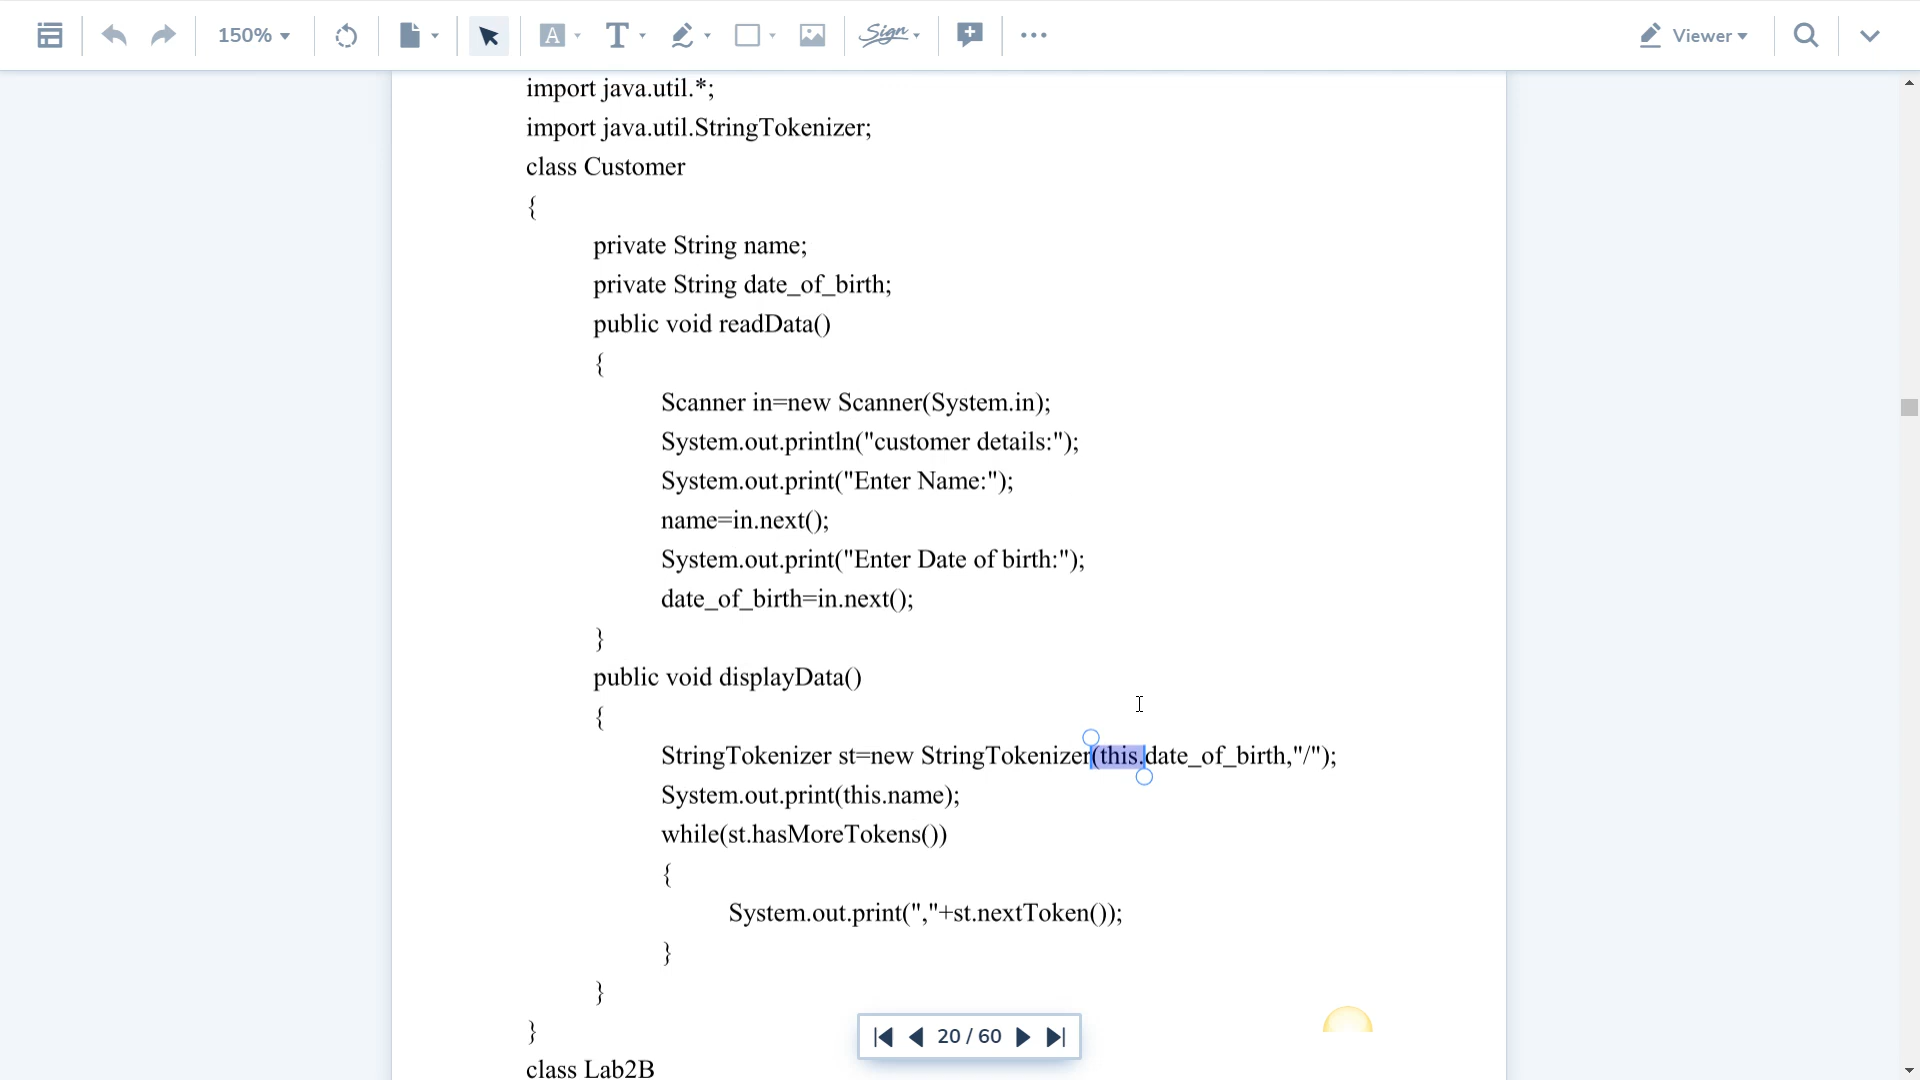 150%
A
T
Sign
Viewer
import java.util.*;
import java.util.StringTokenizer;
class Customer
{
private String name;
private String date_of_birth;
public void readData()
{
Scanner in=new Scanner(System.in);
System.out.println("customer details:");
System.out.print("Enter Name:");
name=in.next();
System.out.print("Enter Date of birth:");
date_of_birth=in.next();
}
public void displayData()
{
StringTokenizer st=new StringTokenizer(this.date_of_birth,"/");
System.out.print(this.name);
while(st.hasMoreTokens())
{
System.out.print(","+st.nextToken());
}
}
}
20 / 60
class Lab2B